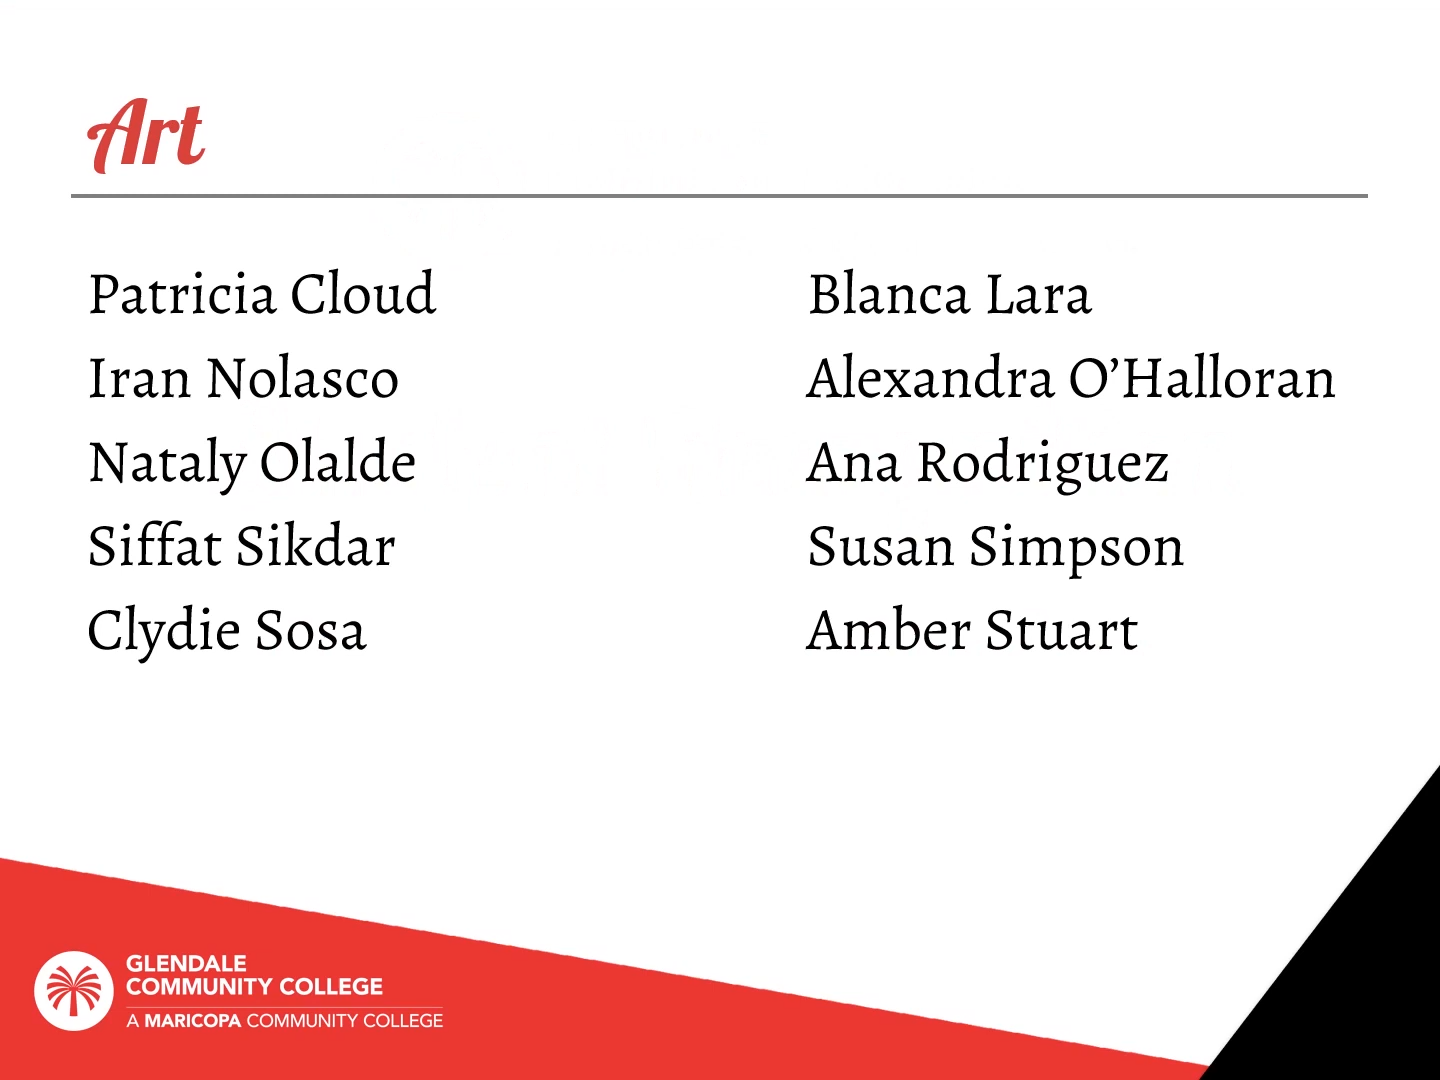 Art
Patricia Cloud
Iran Nolasco
Nataly Olalde
Siffat Sikdar
Clydie Sosa
Blanca Lara
Alexandra O’Halloran
Ana Rodriguez
Susan Simpson
Amber Stuart
GLENDALE
COMMUNITY COLLEGE
A MARICOPA COMMUNITY COLLEGE